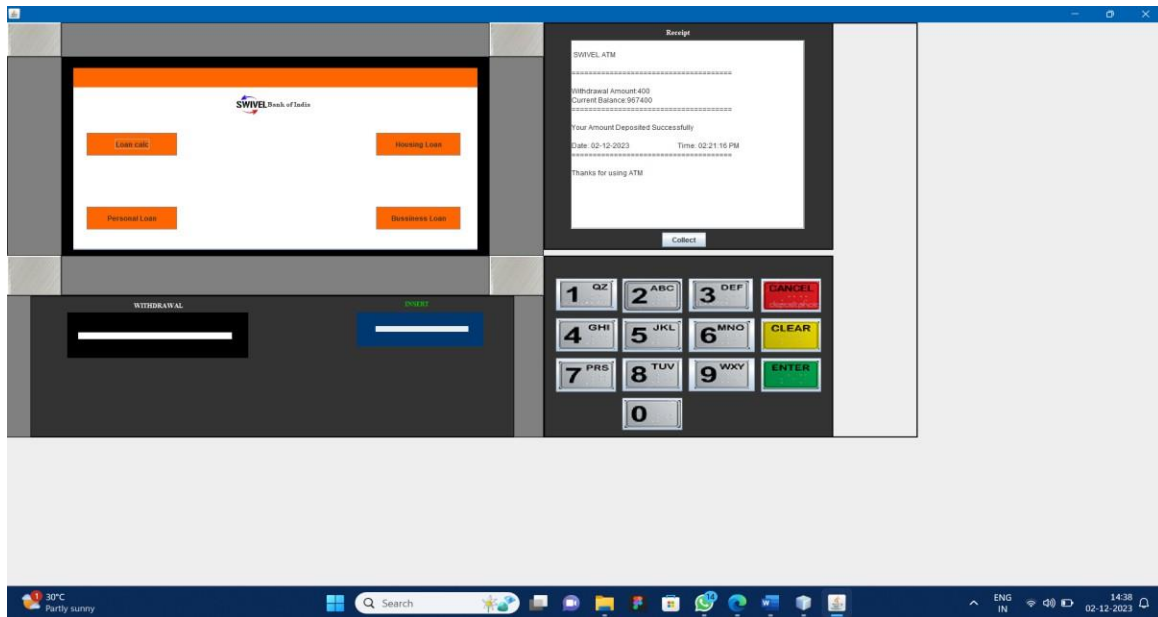 SWIVEL Bank of India
Loan calc
Housing Loan
Personal Loan
Bussiness Loan
Receipt
SWIVEL ATM
======================================
Withdrawal Amount:400
Current Balance:967400
======================================
Your Amount Deposited Successfully
Date: 02-12-2023 Time: 02:21:16 PM
======================================
Thanks for using ATM
Collect
WITHDRAWAL
INSERT
1 QZ 2 ABC 3 DEF CANCEL
4 GHI 5 JKL 6 MNO CLEAR
7 PRS 8 TUV 9 WXY ENTER
0
1
30°C
Partly sunny
Search
14
ENG
IN
14:38
02-12-2023